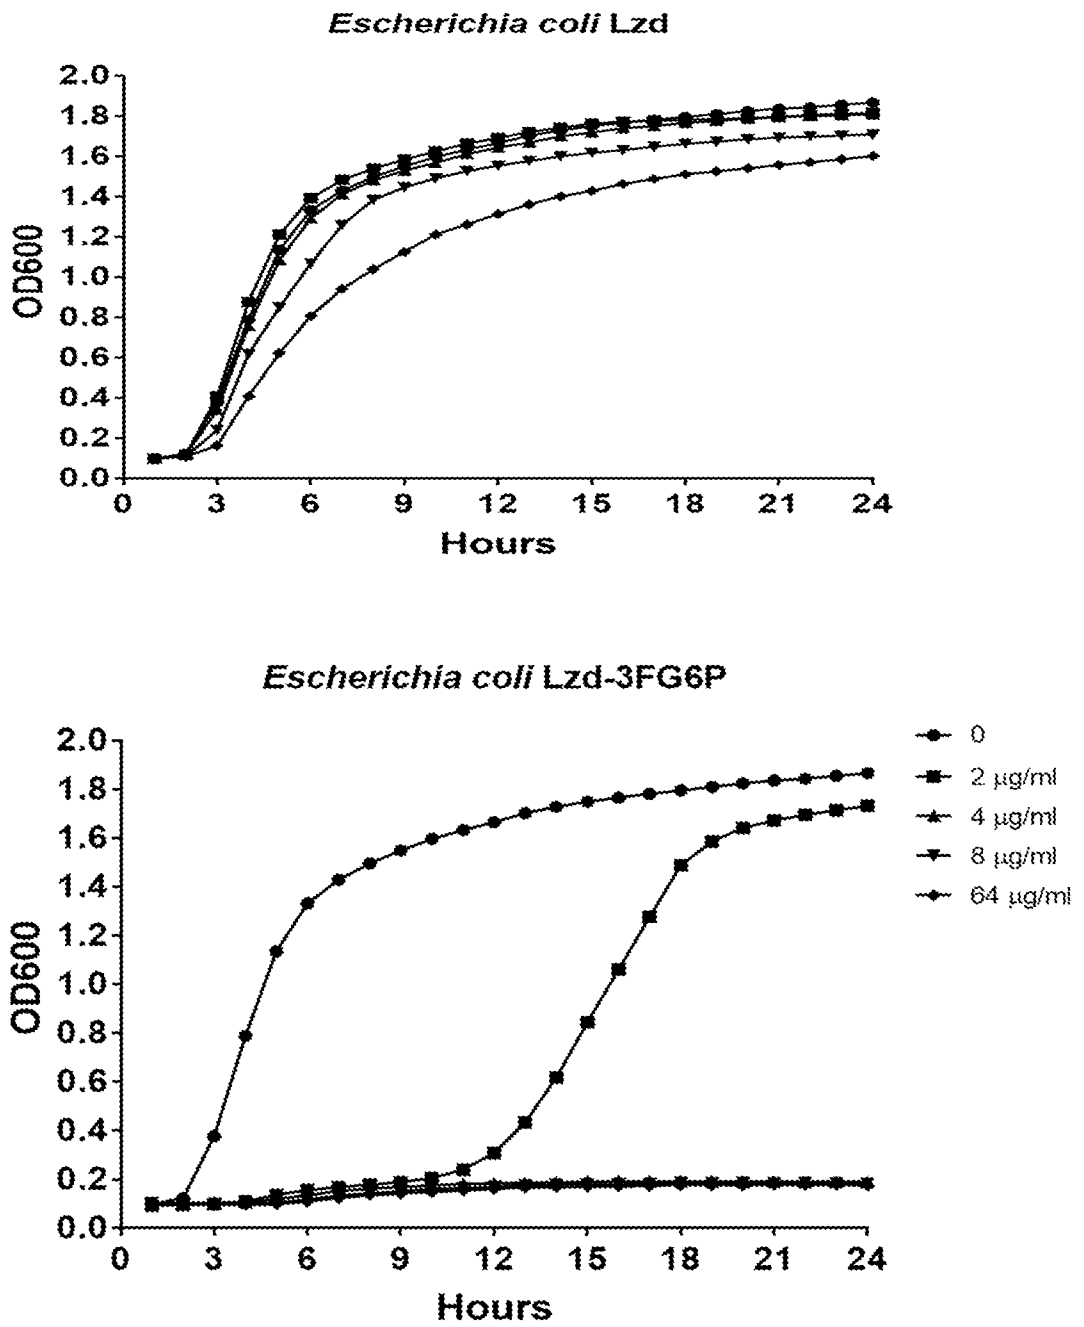 Escherichia coli Lzd
2.0
1.8
1.6
1.4
1.2
1.0
0.8
0.6
0.4
0.2
0.0
OD600
0 3 6 9 12 15 18 21 24
Hours
Escherichia coli Lzd-3FG6P
2.0
1.8
1.6
1.4
1.2
1.0
0.8
0.6
0.4
0.2
0.0
OD600
0 3 6 9 12 15 18 21 24
Hours
0
2 μg/ml
4 μg/ml
8 μg/ml
64 μg/ml